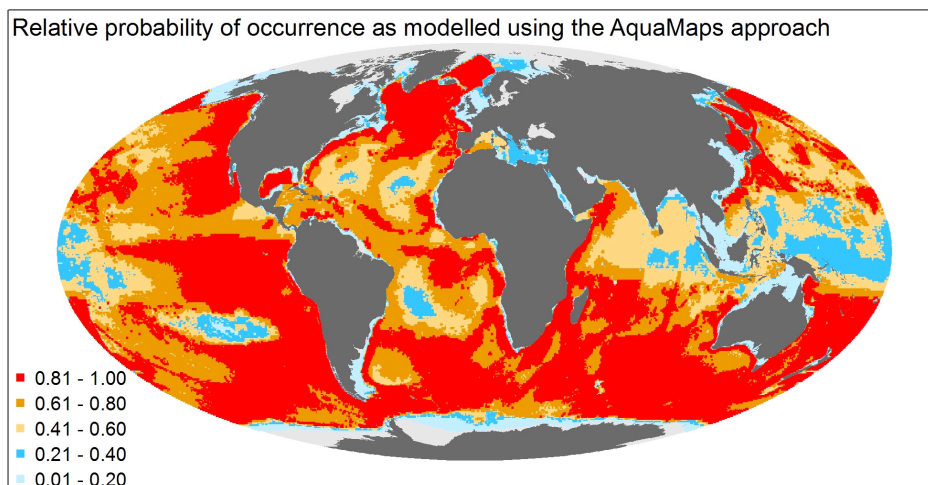 Relative probability of occurrence as modelled using the AquaMaps approach
0.81 - 1.00
0.61 - 0.80
0.41 - 0.60
0.21 - 0.40
0.01 - 0.20